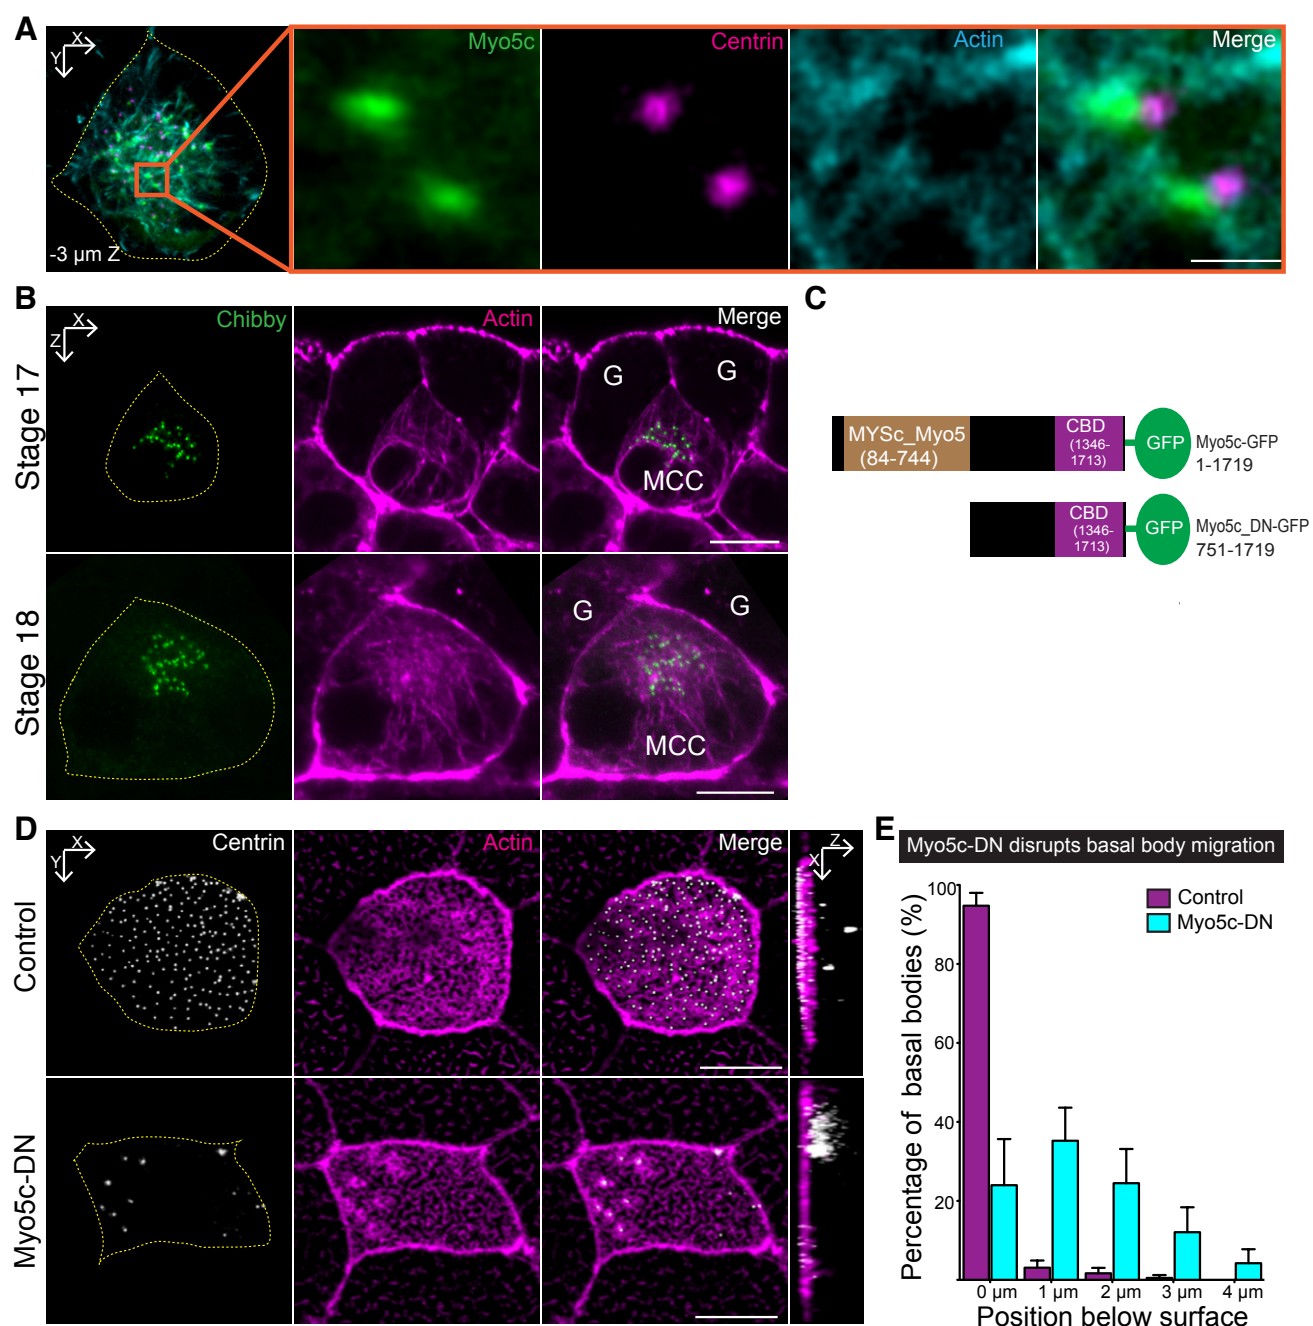 A
X
Y
-3 µm Z
Myo5c
Centrin
Actin
Merge
B
Stage 17
X
Z
Chibby
Actin
Merge
G
G
MCC
Stage 18
G
G
MCC
C
MYSc_Myo5
(84-744)
CBD
(1346-
1713)
GFP
Myo5c-GFP
1-1719
CBD
(1346-
1713)
GFP
Myo5c_DN-GFP
751-1719
D
Control
X
Y
Centrin
Actin
Merge
Z
X
Myo5c-DN
E
Myo5c-DN disrupts basal body migration
Control
Myo5c-DN
Percentage of basal bodies (%)
100
80
60
40
20
0 µm
1 µm
2 µm
3 µm
4 µm
Position below surface